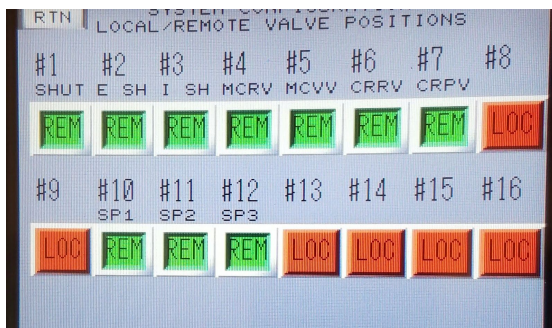 RTN
SYSTEM CONFIGURATION
LOCAL/REMOTE VALVE POSITIONS
#1 #2 #3 #4 #5 #6 #7 #8
SHUT E SH I SH MCRV MCVV CRRV CRPV
REM REM REM REM REM REM REM LOC
#9 #10 #11 #12 #13 #14 #15 #16
SP1 SP2 SP3
LOC REM REM REM LOC LOC LOC LOC